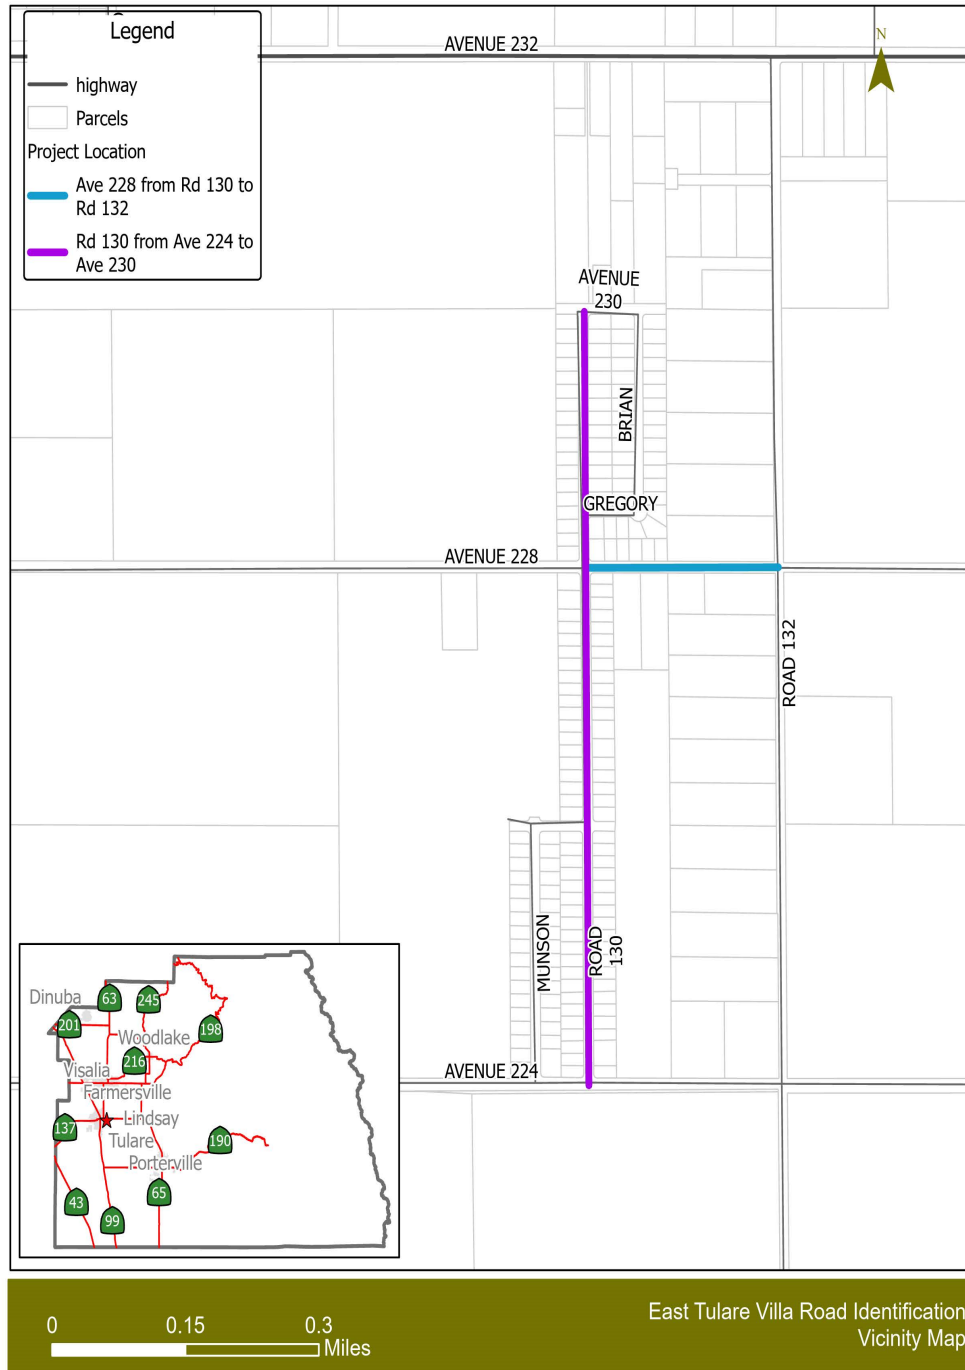 Legend
highway
Parcels
Project Location
Ave 228 from Rd 130 to
Rd 132
Rd 130 from Ave 224 to
Ave 230
AVENUE 232
N
AVENUE
230
BRIAN
GREGORY
AVENUE 228
ROAD 132
MUNSON
ROAD
130
AVENUE 224
Dinuba
63
245
201
198
Woodlake
216
Visalia
Farmersville
Lindsay
137
Tulare
190
Porterville
65
43
99
0 0.15 0.3
Miles
East Tulare Villa Road Identification
Vicinity Map